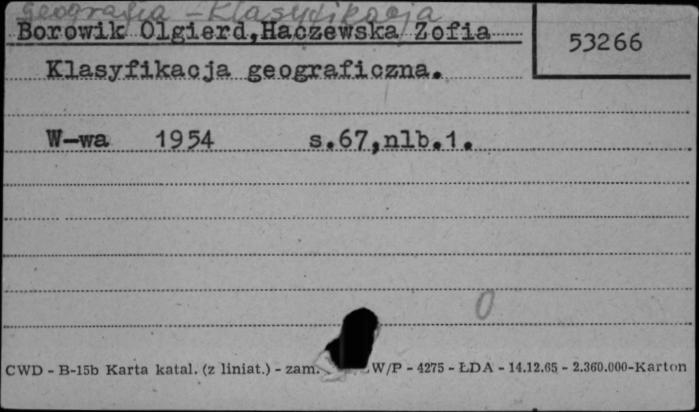 Geografia - Klasyfikacja
Borowik Olgierd,Haczewska Zofia
53266
Klasyfikacja geograficzna.
W-wa 1954 s.67,nlb.1.
0
CWD - B-15b Karta katal. (z liniat.) - zam. W/P - 4275 - ŁDA - 14.12.65 - 2.360.000-Karton